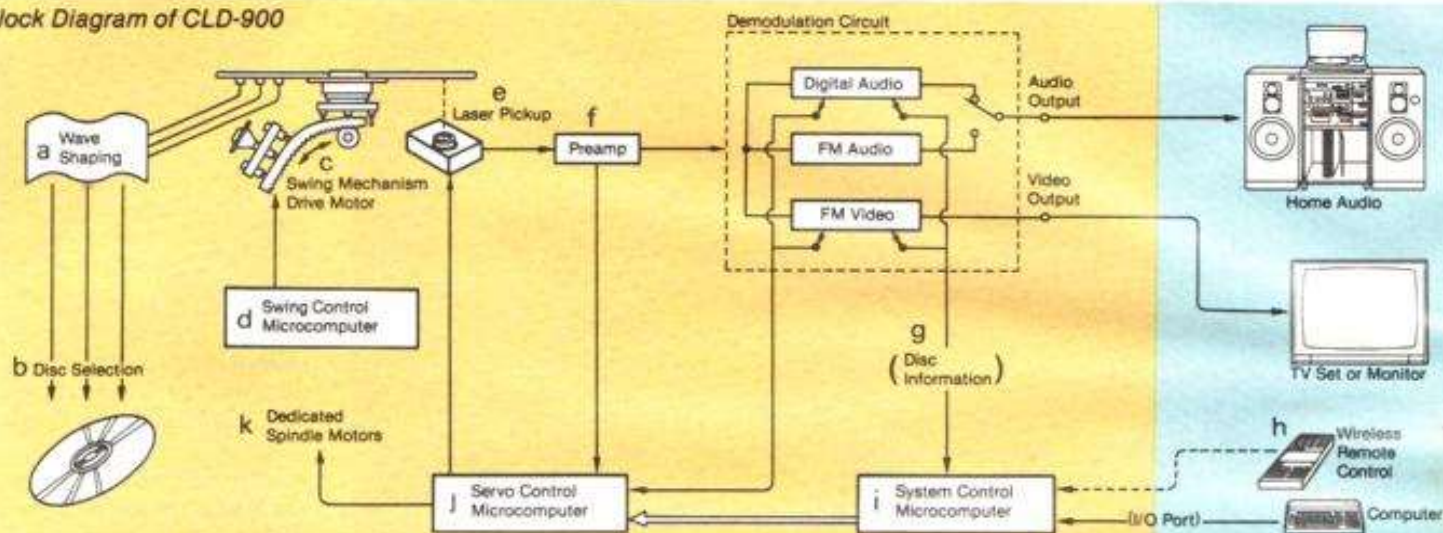 lock Diagram of CLD-900
Demodulation Circuit
a Wave
Shaping
c
Swing Mechanism
Drive Motor
e
Laser Pickup
f
Preamp
Digital Audio
FM Audio
FM Video
Audio
Output
Video
Output
Home Audio
TV Set or Monitor
d Swing Control
Microcomputer
b Disc Selection
g
(Disc
Information)
k Dedicated
Spindle Motors
j Servo Control
Microcomputer
i System Control
Microcomputer
h Wireless
Remote
Control
(I/O Port)
Computer